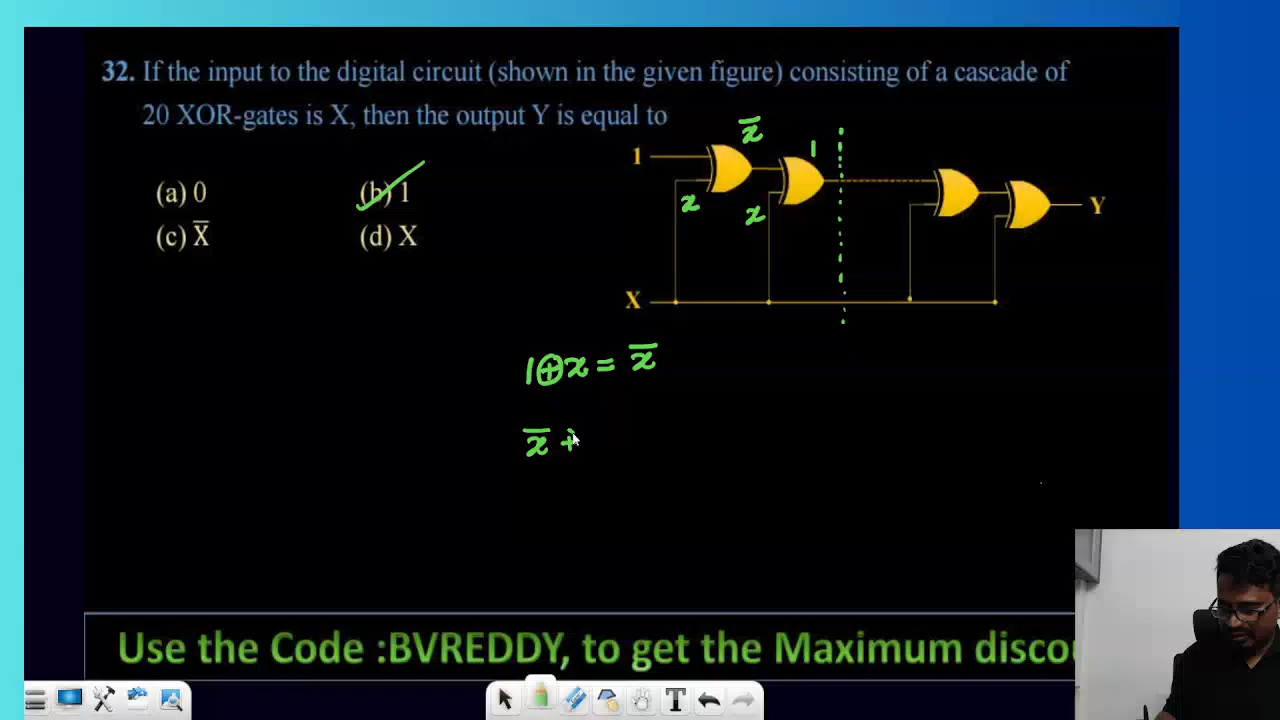 32. If the input to the digital circuit (shown in the given figure) consisting of a cascade of
20 XOR-gates is X, then the output Y is equal to
(a) 0
(b) 1
(c) X̅
(d) X
1
x̅
1
x
x
Y
X
1⊕x = x̅
x̅ +
Use the Code :BVREDDY, to get the Maximum disco